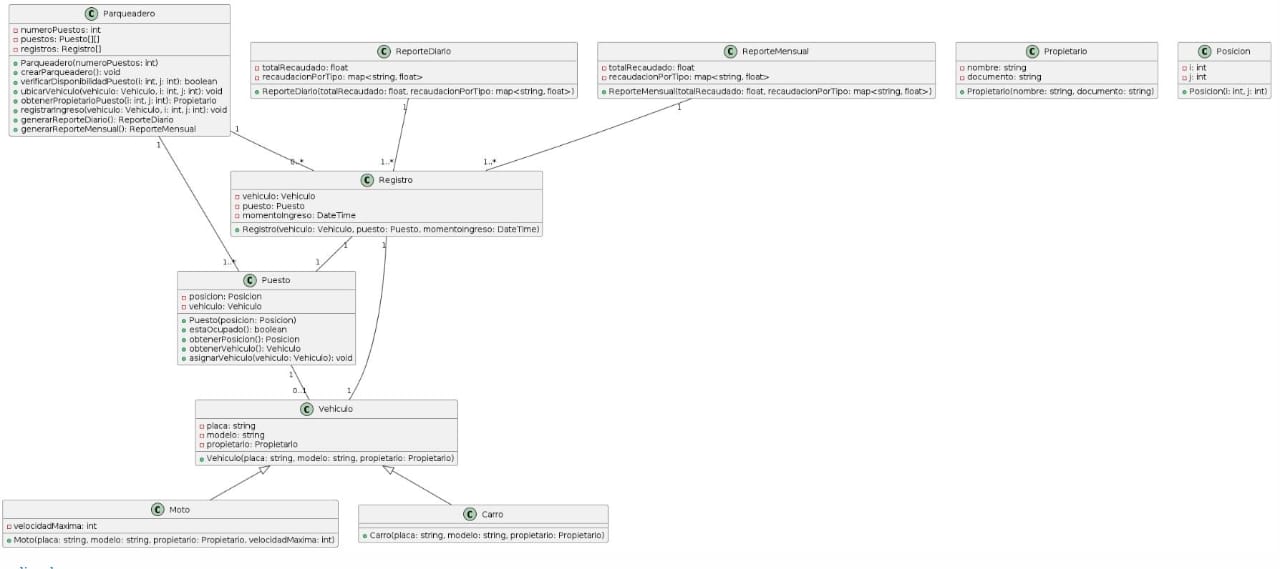 C Parqueadero
numeroPuestos: int
puestos: Puesto[][]
registros: Registro[]
Parqueadero(numeroPuestos: int)
crearParqueadero(): void
verificarDisponibilidadPuesto(i: int, j: int): boolean
ubicarVehiculo(vehiculo: Vehiculo, i: int, j: int): void
obtenerPropietarioPuesto(i: int, j: int): Propietario
registrarIngreso(vehiculo: Vehiculo, i: int, j: int): void
generarReporteDiario(): ReporteDiario
generarReporteMensual(): ReporteMensual
C ReporteDiario
totalRecaudado: float
recaudacionPorTipo: map<string, float>
ReporteDiario(totalRecaudado: float, recaudacionPorTipo: map<string, float>)
C ReporteMensual
totalRecaudado: float
recaudacionPorTipo: map<string, float>
ReporteMensual(totalRecaudado: float, recaudacionPorTipo: map<string, float>)
C Propietario
nombre: string
documento: string
Propietario(nombre: string, documento: string)
C Posicion
i: int
j: int
Posicion(i: int, j: int)
1
1
1
1
0..*
1..*
1..*
C Registro
vehiculo: Vehiculo
puesto: Puesto
momentoIngreso: DateTime
Registro(vehiculo: Vehiculo, puesto: Puesto, momentoIngreso: DateTime)
1
1
1..*
1
C Puesto
posicion: Posicion
vehiculo: Vehiculo
Puesto(posicion: Posicion)
estaOcupado(): boolean
obtenerPosicion(): Posicion
obtenerVehiculo(): Vehiculo
asignarVehiculo(vehiculo: Vehiculo): void
1
0..1
1
C Vehiculo
placa: string
modelo: string
propietario: Propietario
Vehiculo(placa: string, modelo: string, propietario: Propietario)
C Moto
velocidadMaxima: int
Moto(placa: string, modelo: string, propietario: Propietario, velocidadMaxima: int)
C Carro
Carro(placa: string, modelo: string, propietario: Propietario)